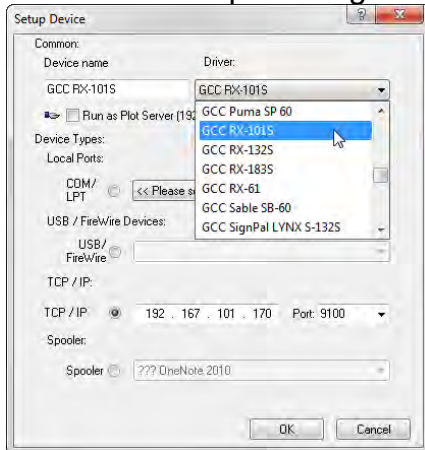 Setup Device
Common:
Device name Driver:
GCC RX-101S GCC RX-101S
Run as Plot Server (192
GCC Puma SP 60
GCC RX-101S
GCC RX-132S
GCC RX-183S
GCC RX-61
GCC Sable SB-60
GCC SignPal LYNX S-132S
Device Types:
Local Ports:
COM/
LPT
<< Please s
USB / FireWire Devices:
USB/
FireWire
TCP / IP:
TCP / IP 192 . 167 . 101 . 170 Port: 9100
Spooler:
Spooler ??? OneNote 2010
OK Cancel